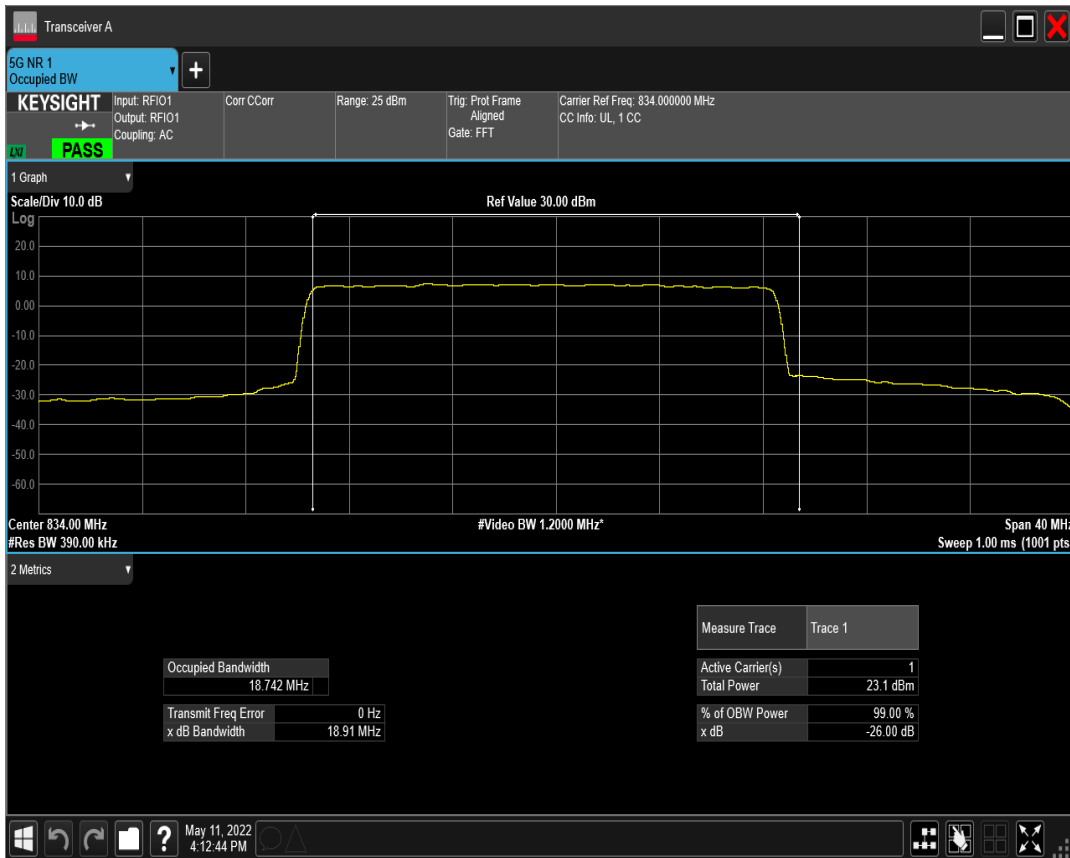 Transceiver A
5G NR 1
Occupied BW
KEYSIGHT
LXI
PASS
Input: RFIO1
Output: RFIO1
Coupling: AC
Corr CCorr
Range: 25 dBm
Trig: Prot Frame
Aligned
Gate: FFT
Carrier Ref Freq: 834.000000 MHz
CC Info: UL, 1 CC
1 Graph
Scale/Div 10.0 dB
Ref Value 30.00 dBm
Log
20.0
10.0
0.00
-10.0
-20.0
-30.0
-40.0
-50.0
-60.0
Center 834.00 MHz
#Video BW 1.2000 MHz*
Span 40 MHz
#Res BW 390.00 kHz
Sweep 1.00 ms (1001 pts
2 Metrics
Measure Trace Trace 1
Occupied Bandwidth
18.742 MHz
Active Carrier(s) 1
Total Power 23.1 dBm
Transmit Freq Error 0 Hz
x dB Bandwidth 18.91 MHz
% of OBW Power 99.00 %
x dB -26.00 dB
?
May 11, 2022
4:12:44 PM